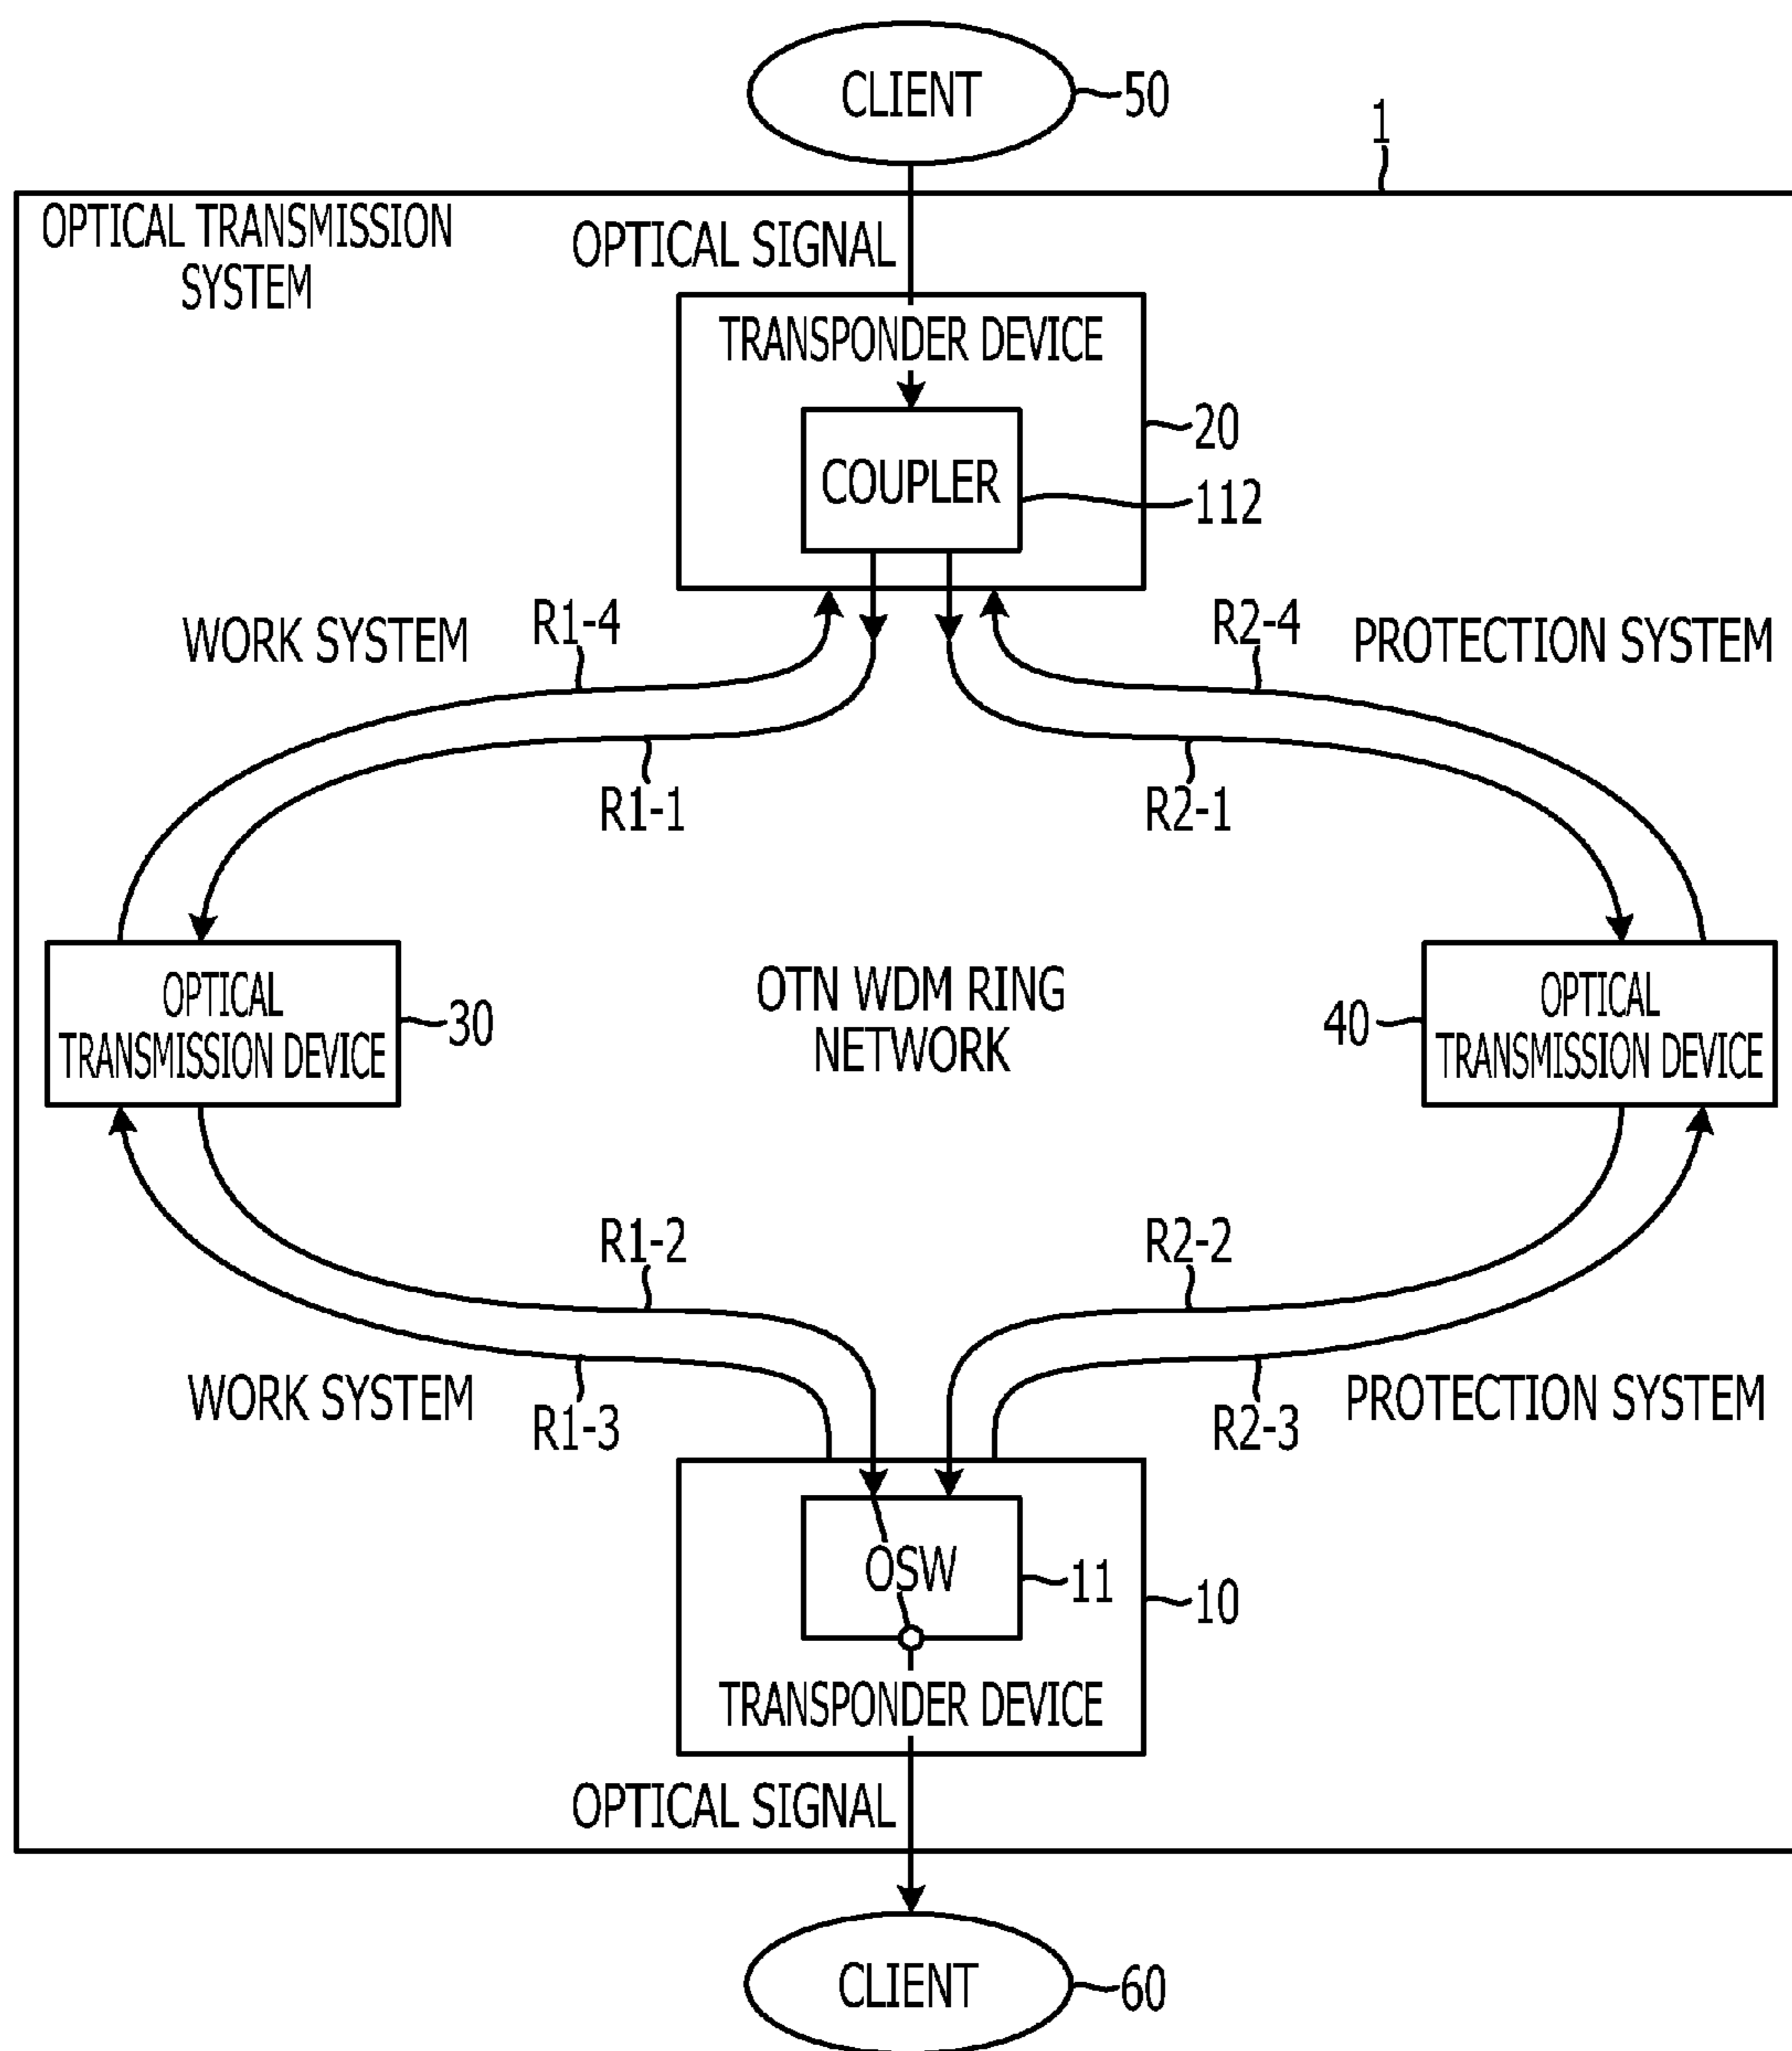 CLIENT
50
1
OPTICAL TRANSMISSION
SYSTEM
OPTICAL SIGNAL
TRANSPONDER DEVICE
20
COUPLER
112
WORK SYSTEM
R1-4
R2-4
PROTECTION SYSTEM
R1-1
R2-1
OPTICAL
TRANSMISSION DEVICE
30
OTN WDM RING
NETWORK
40
OPTICAL
TRANSMISSION DEVICE
R1-2
R2-2
WORK SYSTEM
R1-3
R2-3
PROTECTION SYSTEM
OSW
11
10
TRANSPONDER DEVICE
OPTICAL SIGNAL
CLIENT
60